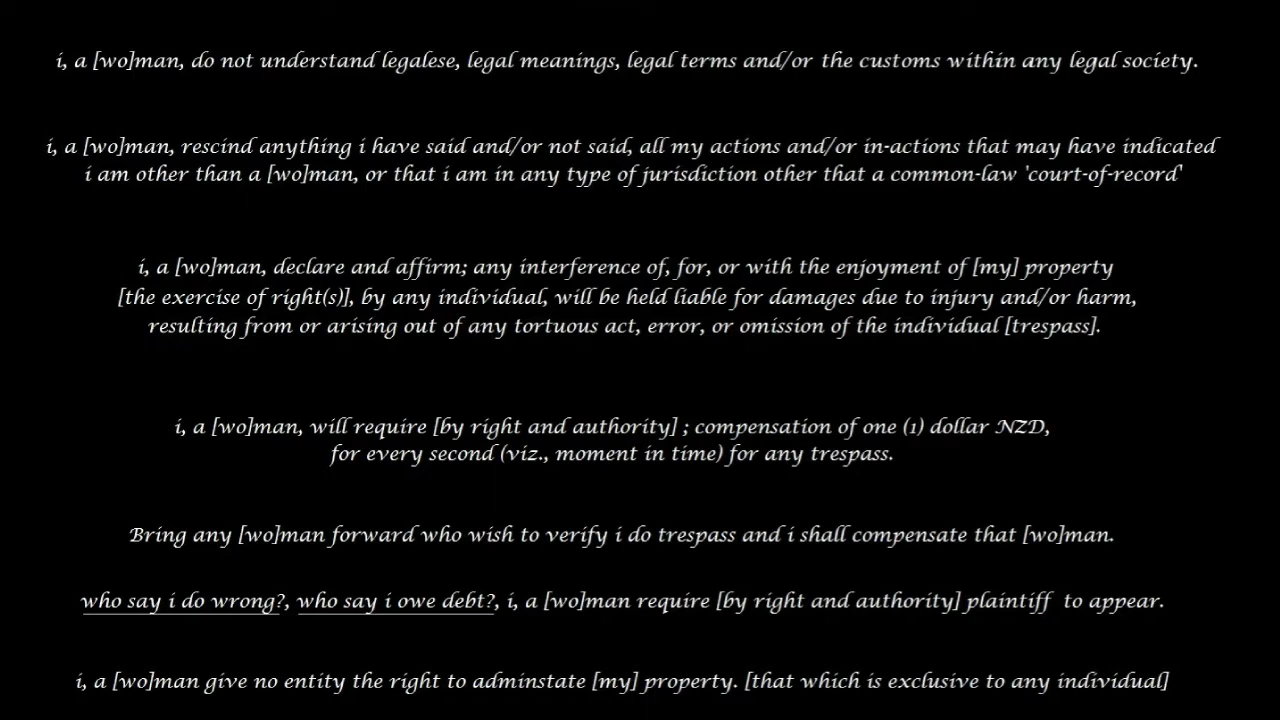 i, a [wo]man, do not understand legalese, legal meanings, legal terms and/or the customs within any legal society.
i, a [wo]man, rescind anything i have said and/or not said, all my actions and/or in-actions that may have indicated
i am other than a [wo]man, or that i am in any type of jurisdiction other that a common-law 'court-of-record'
i, a [wo]man, declare and affirm; any interference of, for, or with the enjoyment of [my] property
[the exercise of right(s)], by any individual, will be held liable for damages due to injury and/or harm,
resulting from or arising out of any tortuous act, error, or omission of the individual [trespass].
i, a [wo]man, will require [by right and authority] ; compensation of one (1) dollar NZD,
for every second (viz., moment in time) for any trespass.
Bring any [wo]man forward who wish to verify i do trespass and i shall compensate that [wo]man.
who say i do wrong?, who say i owe debt?, i, a [wo]man require [by right and authority] plaintiff to appear.
i, a [wo]man give no entity the right to adminstate [my] property. [that which is exclusive to any individual]